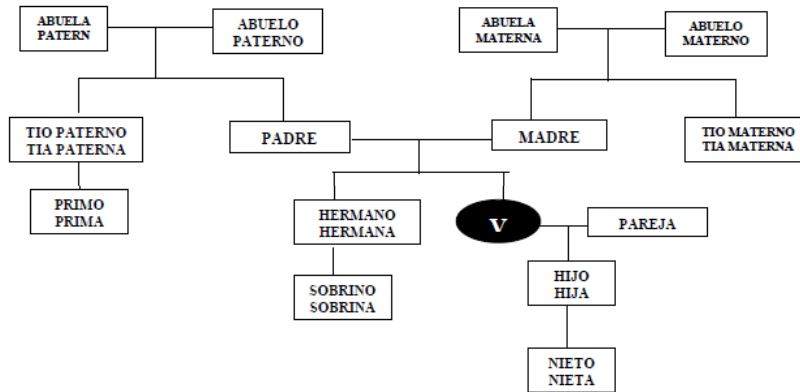 ABUELA
PATERN
ABUELO
PATERNO
ABUELA
MATERNA
ABUELO
MATERNO
TIO PATERNO
TIA PATERNA
PADRE
MADRE
TIO MATERNO
TIA MATERNA
PRIMO
PRIMA
HERMANO
HERMANA
V
PAREJA
SOBRINO
SOBRINA
HIJO
HIJA
NIETO
NIETA